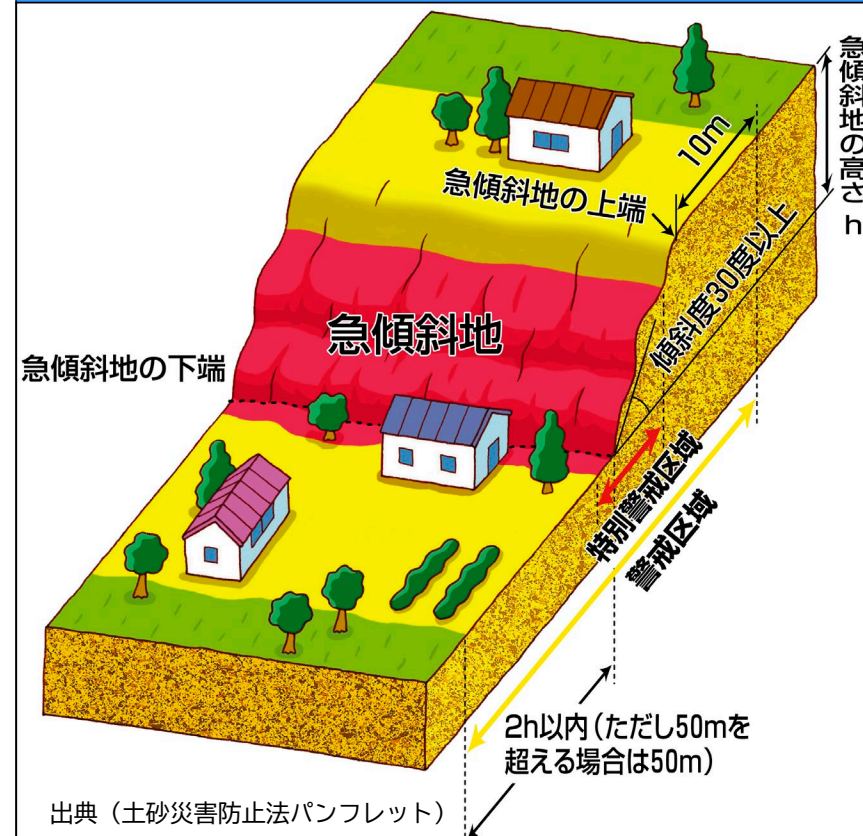 急傾斜地の高さ h
10m
急傾斜地の上端
傾斜度30度以上
急傾斜地
急傾斜地の下端
特別警戒区域
警戒区域
2h以内（ただし50mを
超える場合は50m）
出典（土砂災害防止法パンフレット）